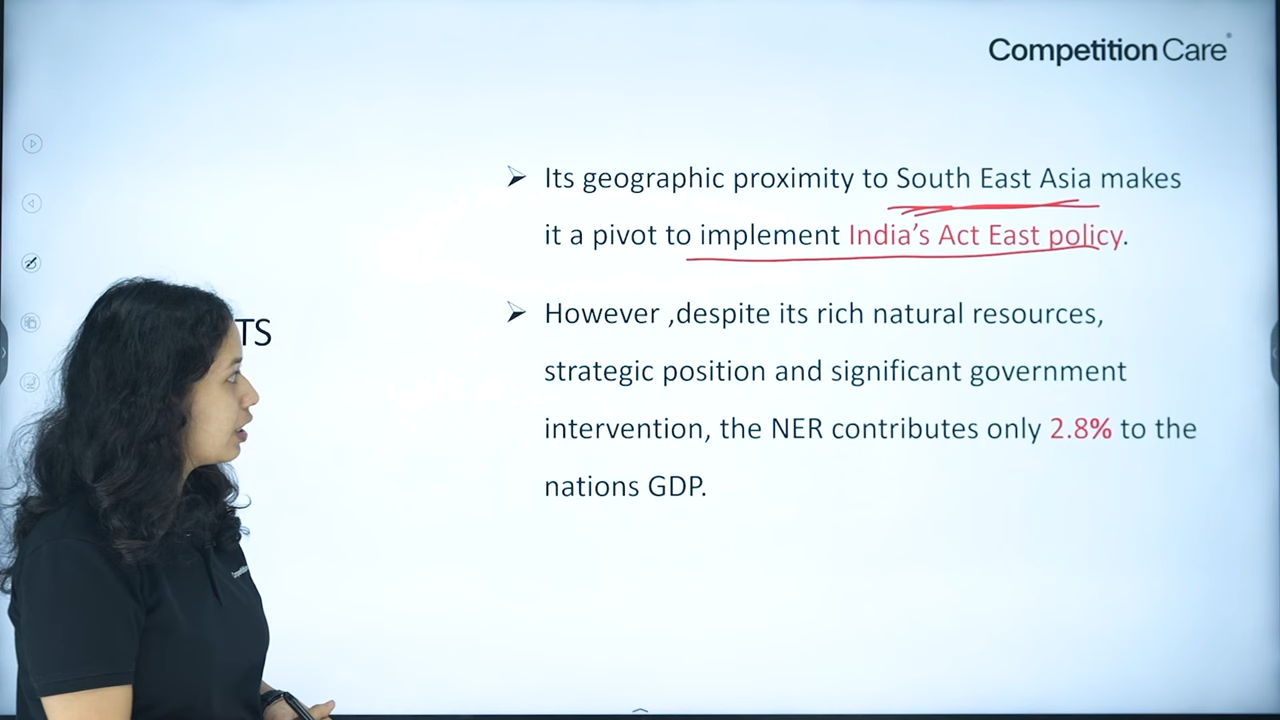 Competition Care
Its geographic proximity to South East Asia makes
it a pivot to implement India’s Act East policy.
However ,despite its rich natural resources,
strategic position and significant government
intervention, the NER contributes only 2.8% to the
nations GDP.
TS